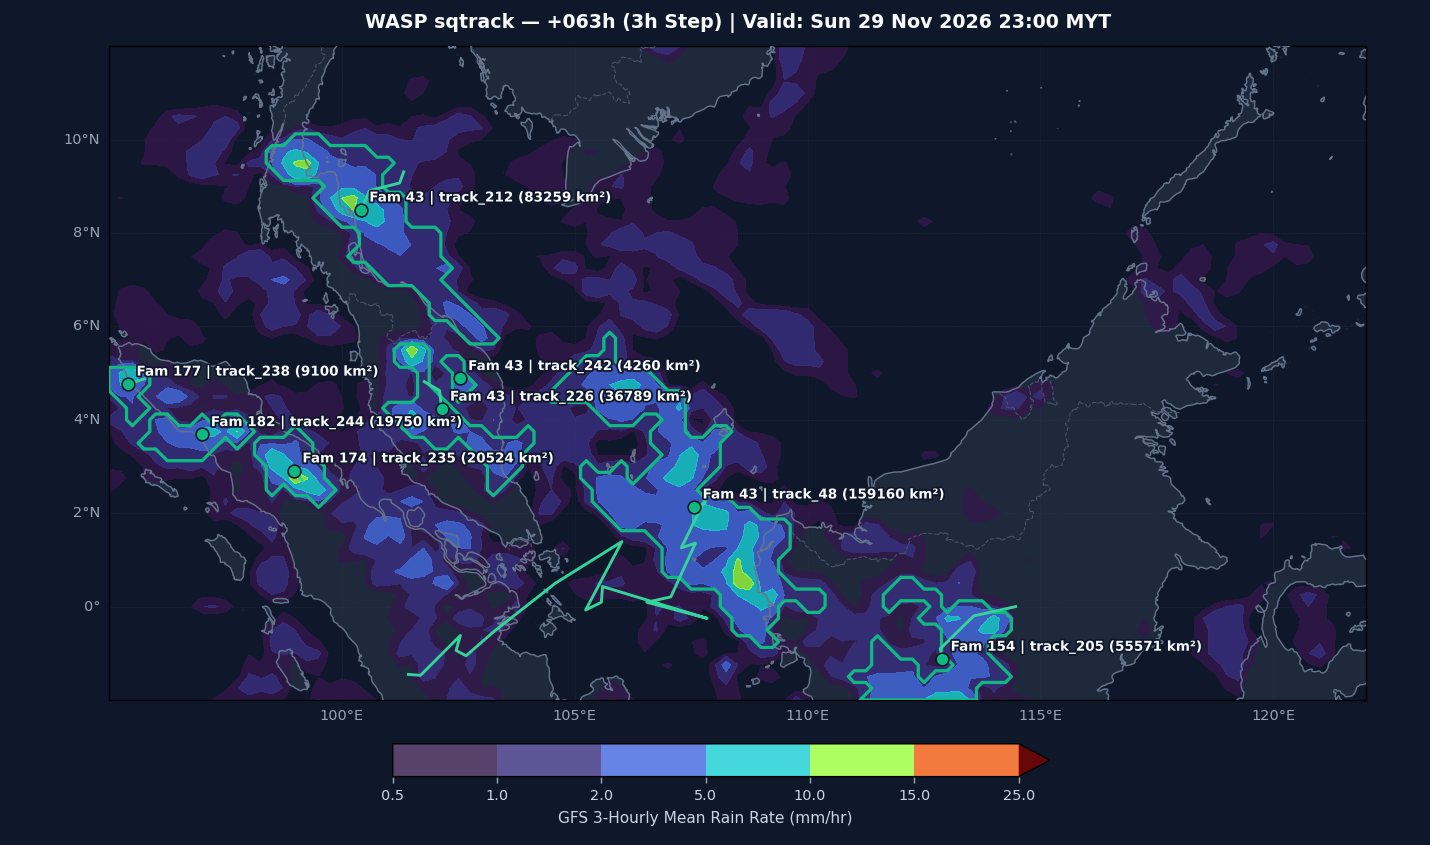 WASP sqtrack — +063h (3h Step) | Valid: Sun 29 Nov 2026 23:00 MYT
10°N
Fam 43 | track_212 (83259 km²)
8°N
6°N
Fam 43 | track_242 (4260 km²)
Fam 177 | track_238 (9100 km²)
Fam 43 | track_226 (36789 km²)
4°N
Fam 182 | track_244 (19750 km²)
Fam 174 | track_235 (20524 km²)
Fam 43 | track_48 (159160 km²)
2°N
0°
Fam 154 | track_205 (55571 km²)
100°E 105°E 110°E 115°E 120°E
0.5 1.0 2.0 5.0 10.0 15.0 25.0
GFS 3-Hourly Mean Rain Rate (mm/hr)